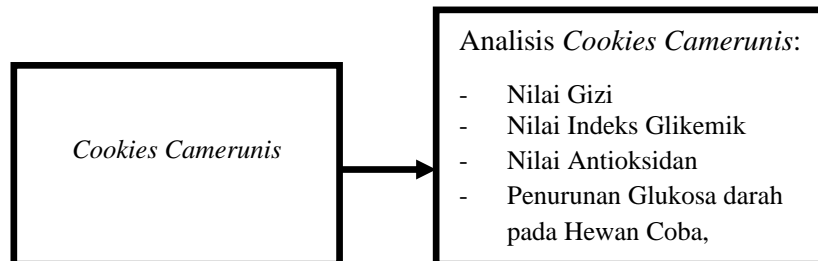 Cookies Camerunis
Analisis Cookies Camerunis:
- Nilai Gizi
- Nilai Indeks Glikemik
- Nilai Antioksidan
- Penurunan Glukosa darah
pada Hewan Coba,